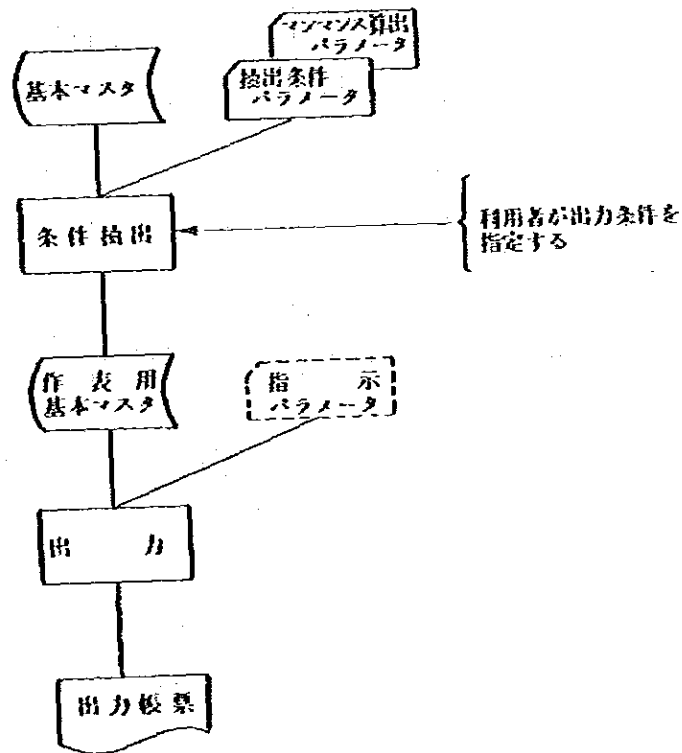 マンマンス算出
パラメータ
抽出条件
パラメータ
基本マスタ
条件抽出
利用者が出力条件を
指定する
作表用
基本マスタ
指示
パラメータ
出力
出力帳票